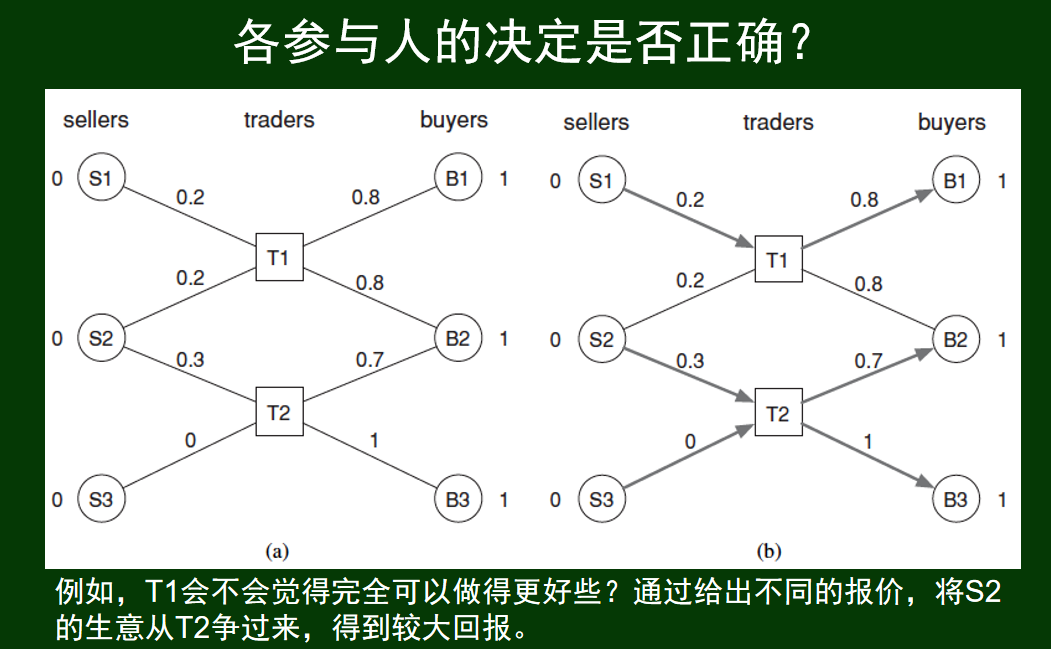 各参与人的决定是否正确？
sellers traders buyers sellers traders buyers
0 S1 0.2 0.8 B1 1 0 S1 0.2 0.8 B1 1
T1 T1
0.2 0.8 0.2 0.8
0 S2 B2 1 0 S2 B2 1
0.3 0.7 0.3 0.7
T2 T2
0 1 0 1
0 S3 B3 1 0 S3 B3 1
(a) (b)
例如，T1会不会觉得完全可以做得更好些？通过给出不同的报价，将S2
的生意从T2争过来，得到较大回报。